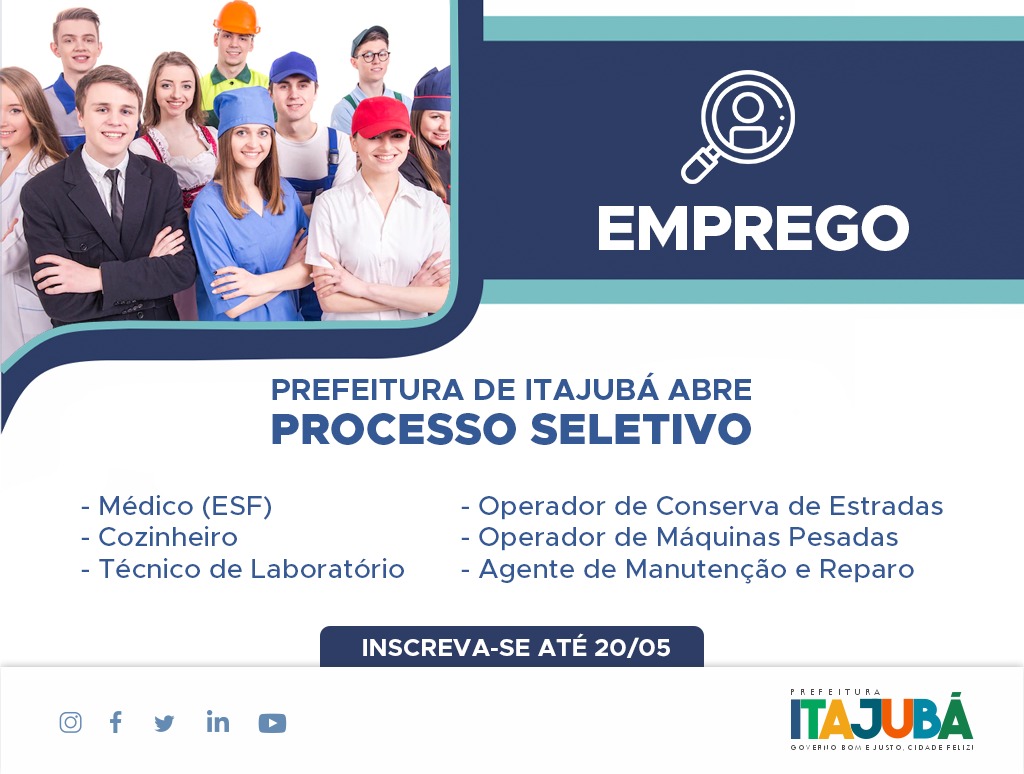 EMPREGO
PREFEITURA DE ITAJUBÁ ABRE
PROCESSO SELETIVO
- Médico (ESF)
- Cozinheiro
- Técnico de Laboratório
- Operador de Conserva de Estradas
- Operador de Máquinas Pesadas
- Agente de Manutenção e Reparo
INSCREVA-SE ATÉ 20/05
PREFEITURA
ITAJUBÁ
GOVERNO BOM E JUSTO, CIDADE FELIZ!